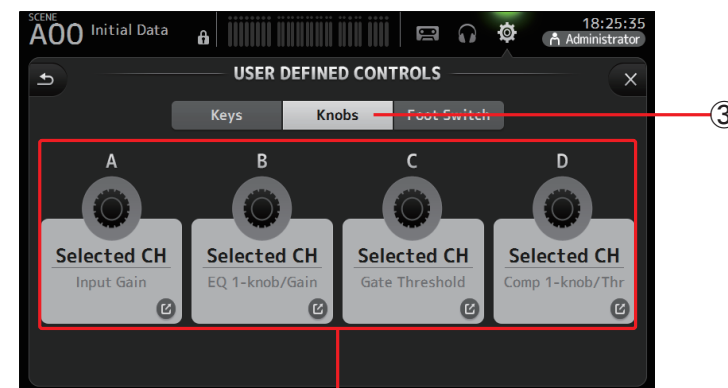 SCENE
A00 Initial Data
18:25:35
Administrator
USER DEFINED CONTROLS
Keys Knobs Foot Switch
③
A B C D
Selected CH Selected CH Selected CH Selected CH
Input Gain EQ 1-knob/Gain Gate Threshold Comp 1-knob/Thr